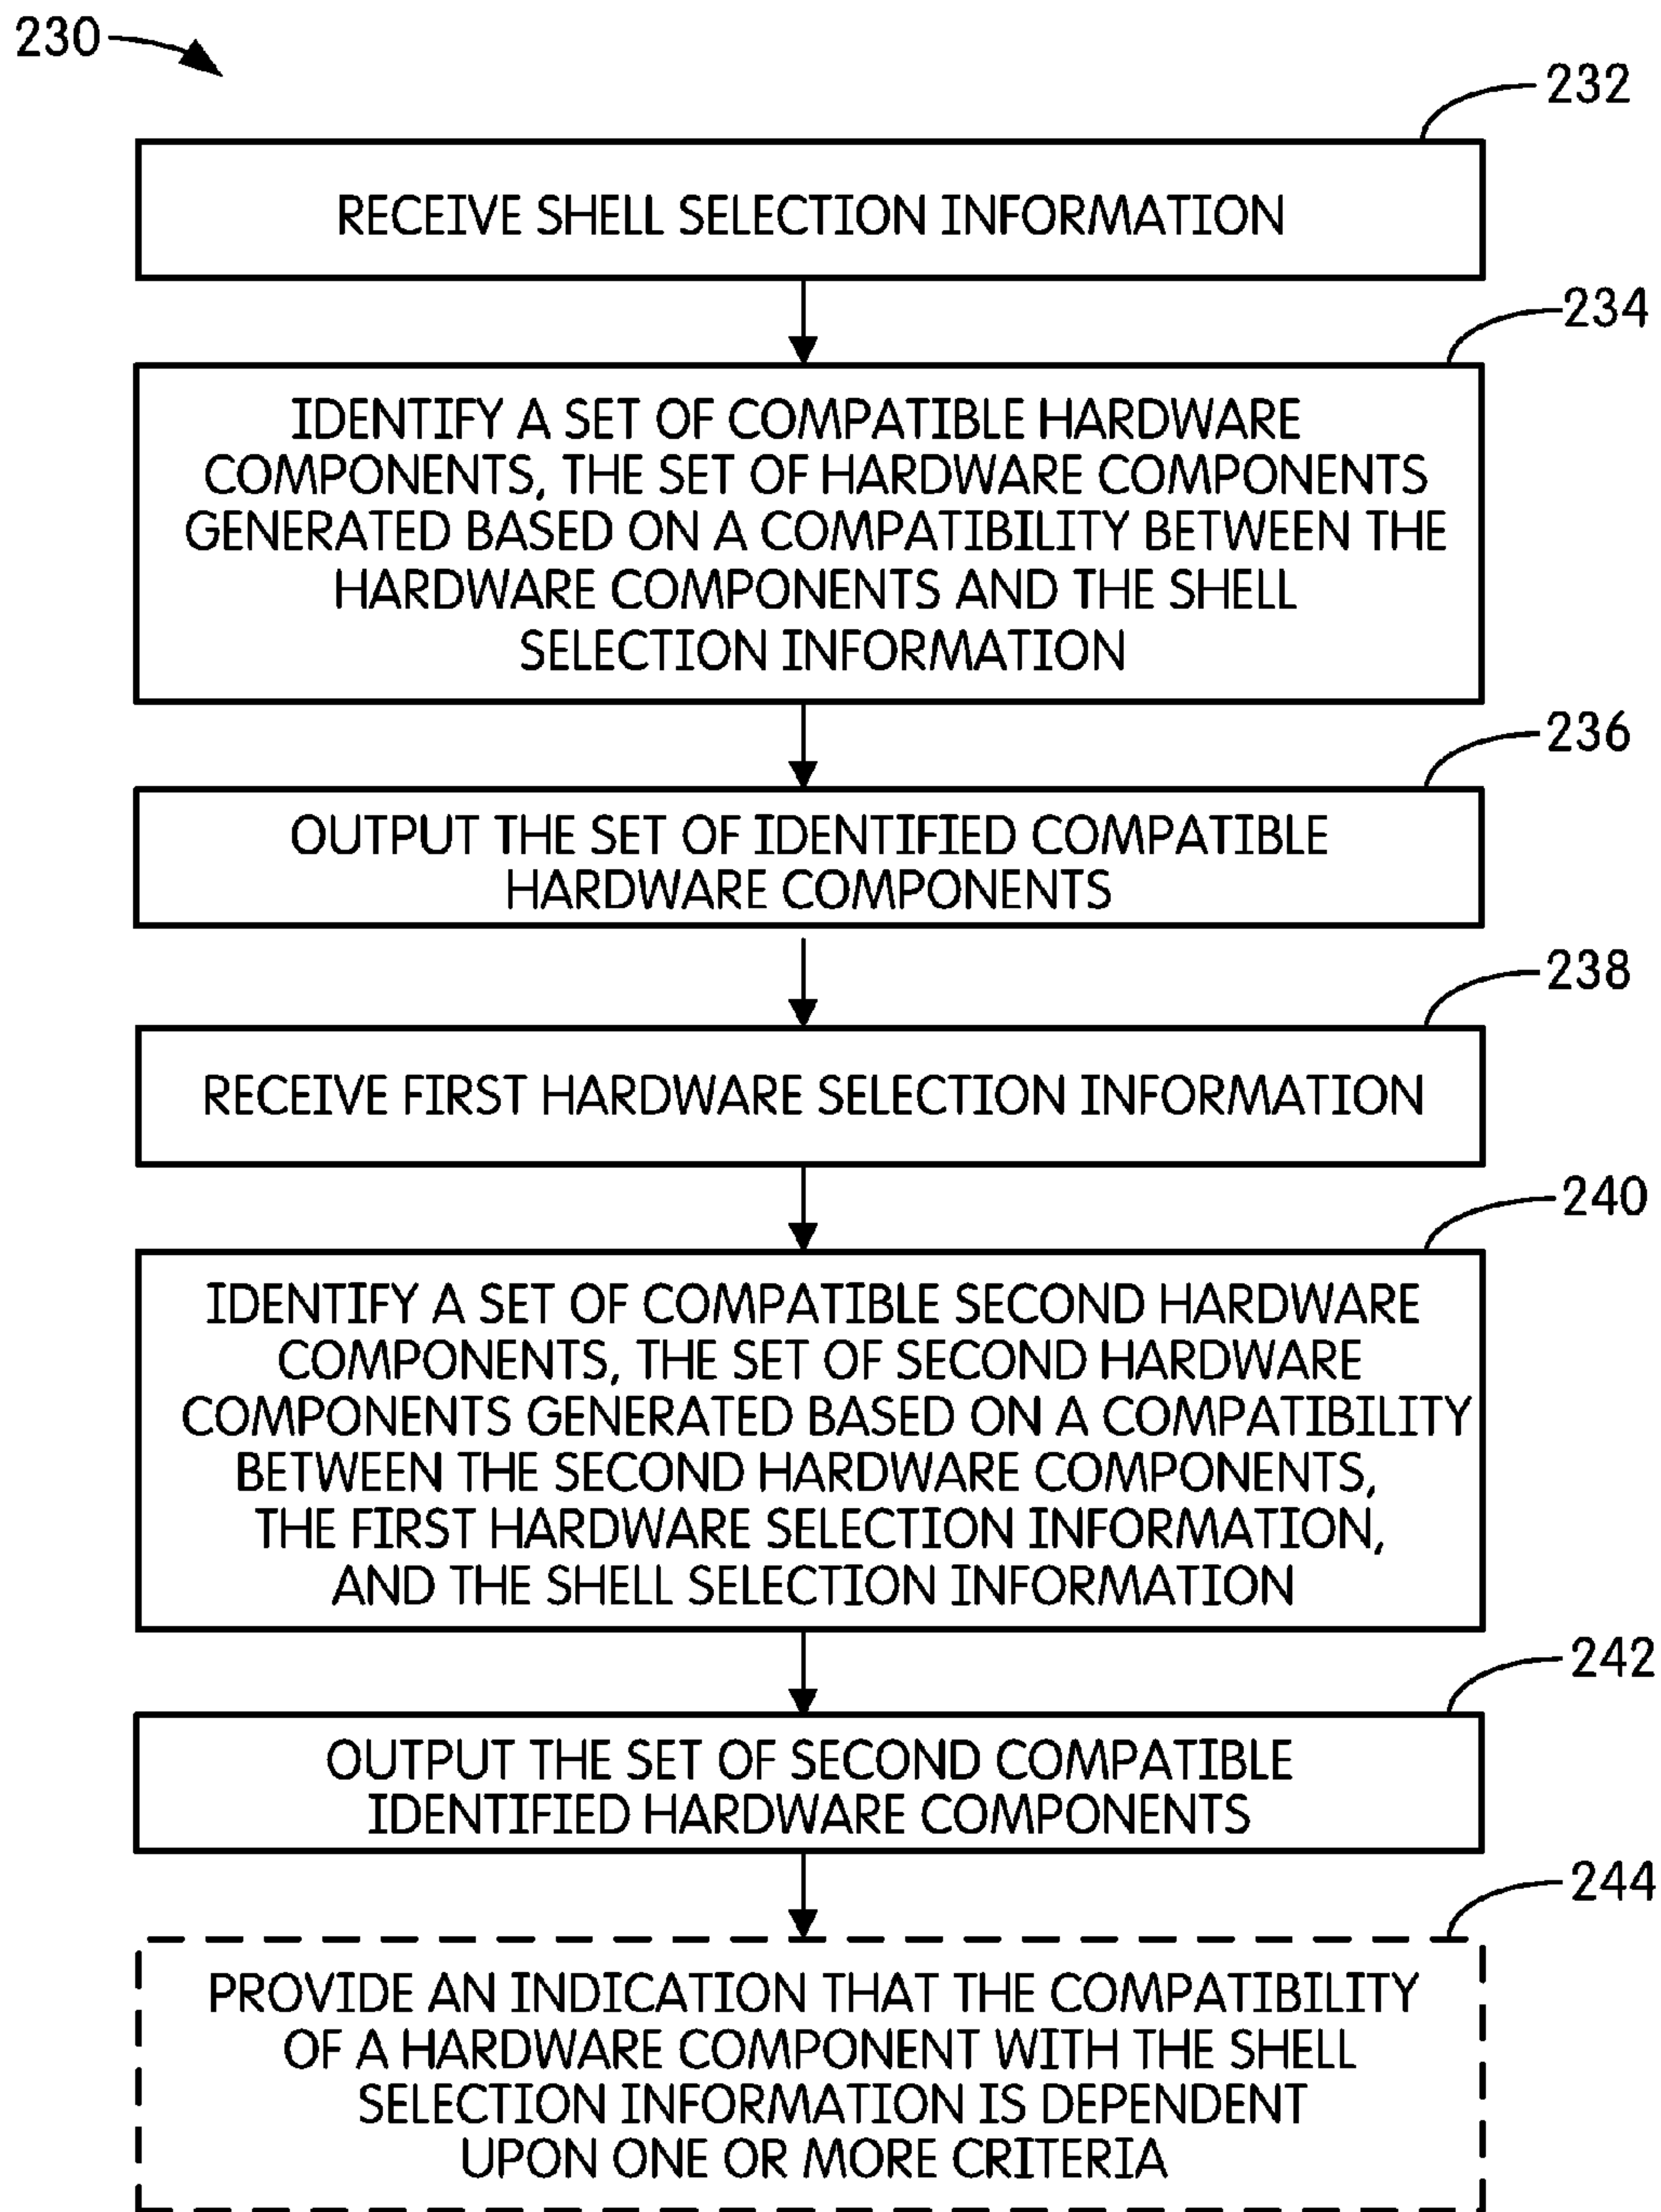 230
232
RECEIVE SHELL SELECTION INFORMATION
234
IDENTIFY A SET OF COMPATIBLE HARDWARE
COMPONENTS, THE SET OF HARDWARE COMPONENTS
GENERATED BASED ON A COMPATIBILITY BETWEEN THE
HARDWARE COMPONENTS AND THE SHELL
SELECTION INFORMATION
236
OUTPUT THE SET OF IDENTIFIED COMPATIBLE
HARDWARE COMPONENTS
238
RECEIVE FIRST HARDWARE SELECTION INFORMATION
240
IDENTIFY A SET OF COMPATIBLE SECOND HARDWARE
COMPONENTS, THE SET OF SECOND HARDWARE
COMPONENTS GENERATED BASED ON A COMPATIBILITY
BETWEEN THE SECOND HARDWARE COMPONENTS,
THE FIRST HARDWARE SELECTION INFORMATION,
AND THE SHELL SELECTION INFORMATION
242
OUTPUT THE SET OF SECOND COMPATIBLE
IDENTIFIED HARDWARE COMPONENTS
244
PROVIDE AN INDICATION THAT THE COMPATIBILITY
OF A HARDWARE COMPONENT WITH THE SHELL
SELECTION INFORMATION IS DEPENDENT
UPON ONE OR MORE CRITERIA